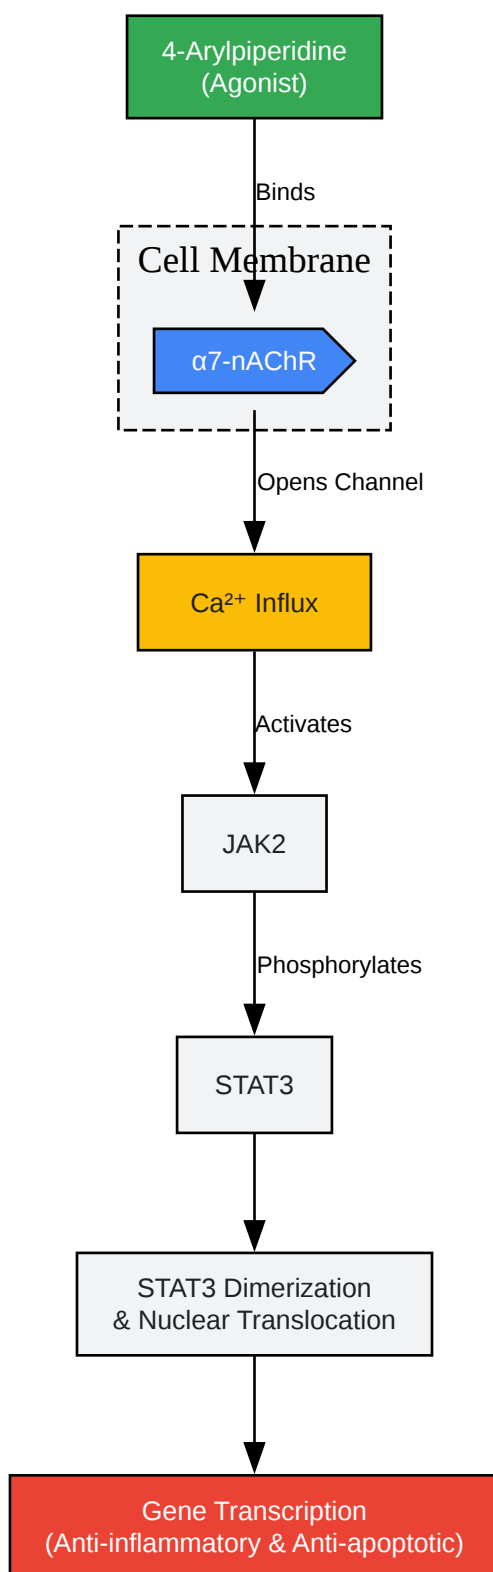 4-Arylpiperidine
(Agonist)
Binds
Cell Membrane
α7-nAChR
Opens Channel
Ca²⁺ Influx
Activates
JAK2
Phosphorylates
STAT3
STAT3 Dimerization
& Nuclear Translocation
Gene Transcription
(Anti-inflammatory & Anti-apoptotic)